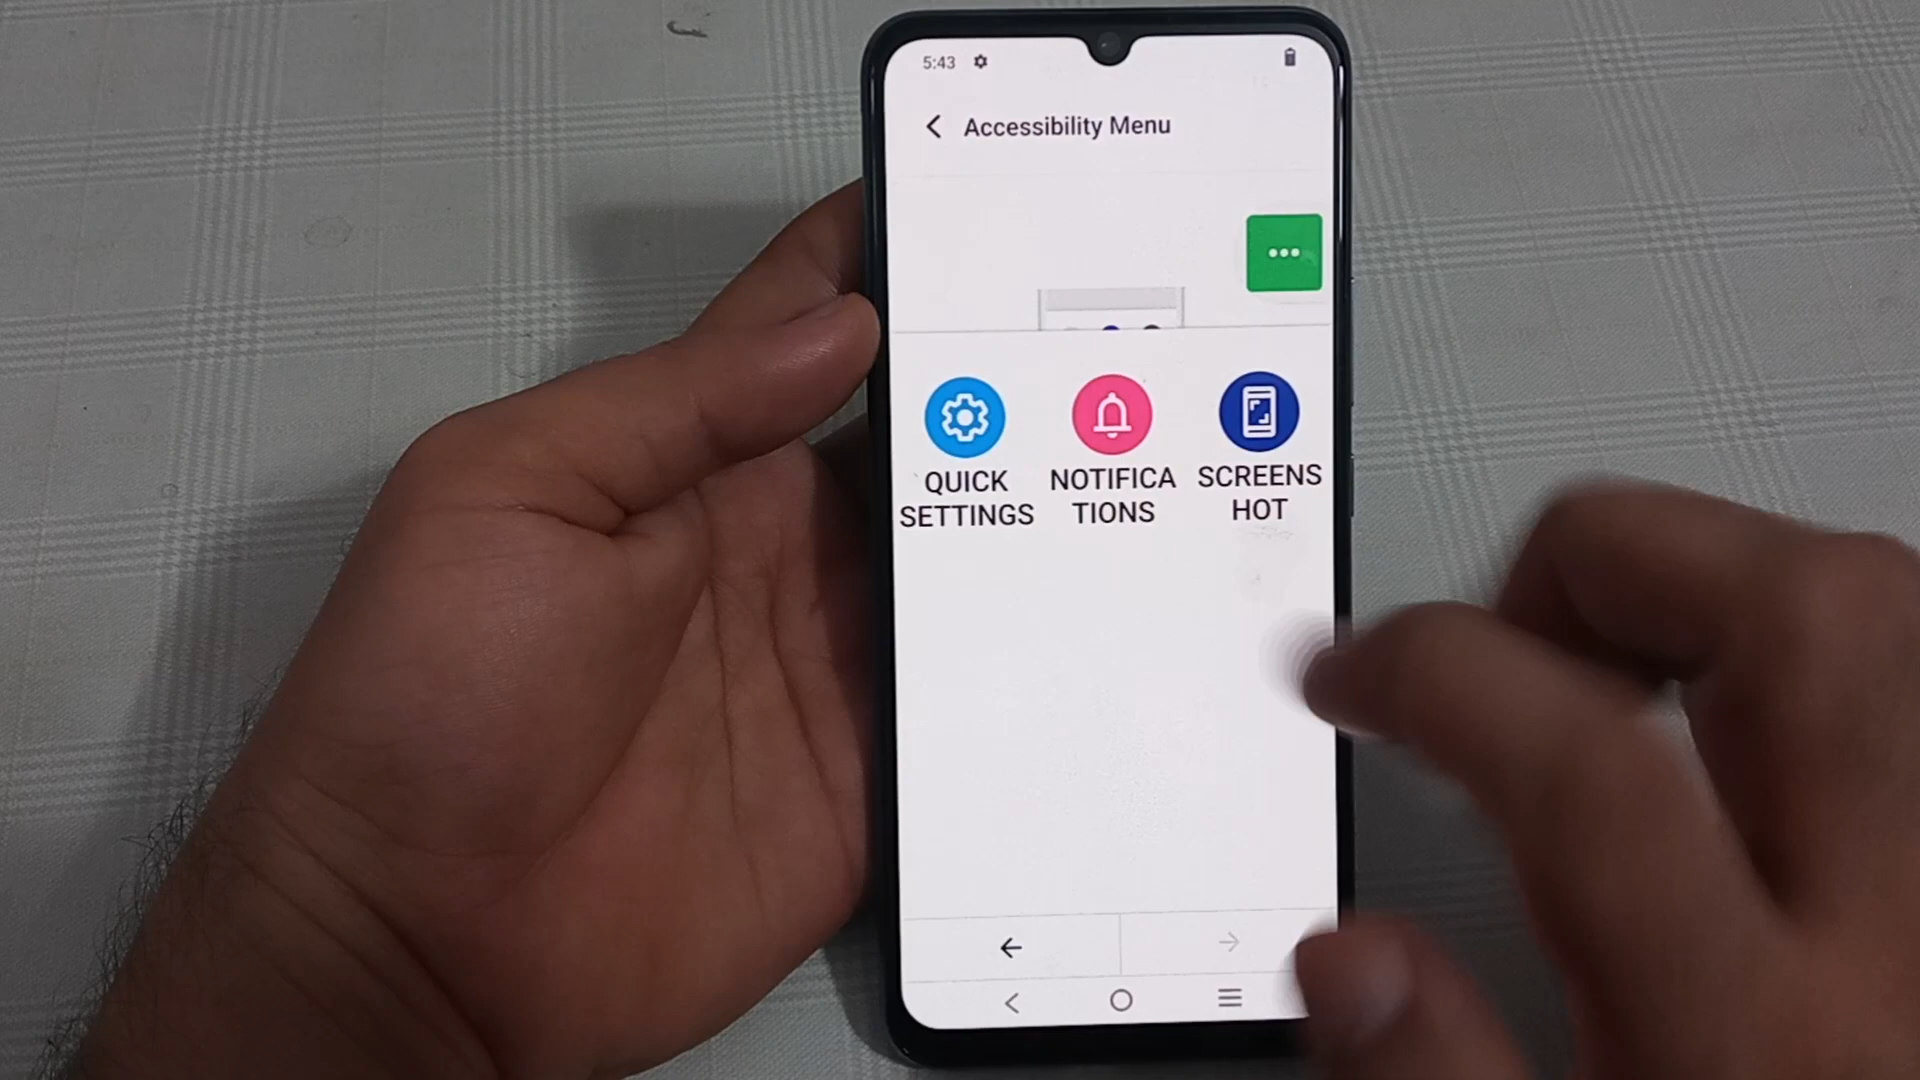 5:43
Accessibility Menu
QUICK
SETTINGS
NOTIFICA
TIONS
SCREENS
HOT